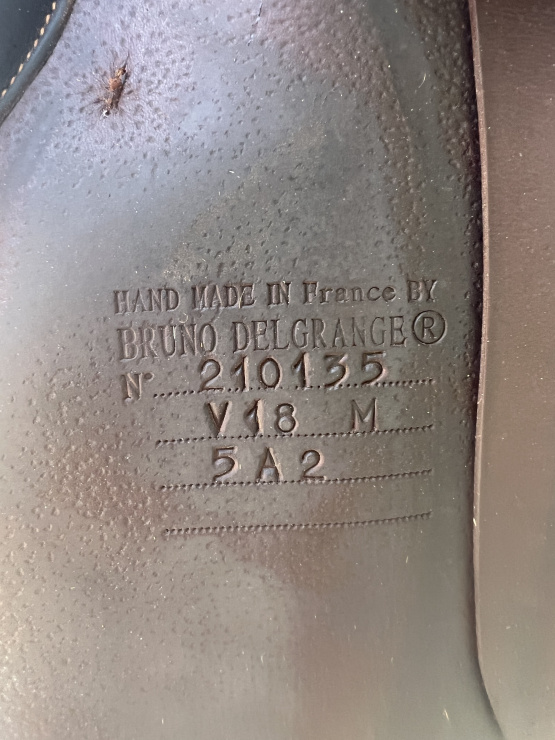 HAND MADE IN France BY
BRUNO DELGRANGE®
N° 210135
V18 M
5A2